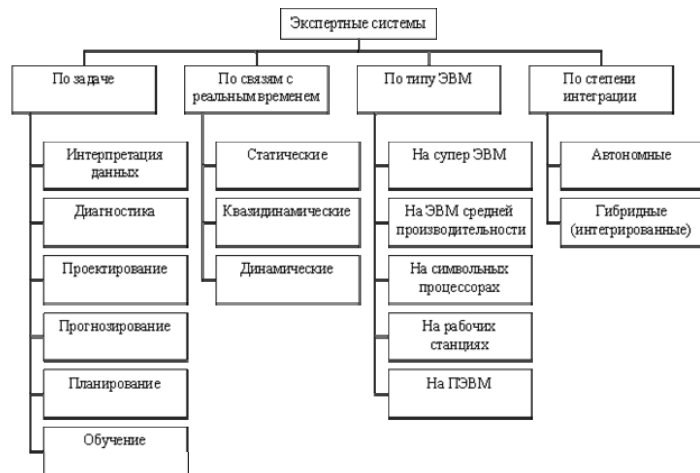 Экспертные системы
По задаче
По связям с
реальным временем
По типу ЭВМ
По степени
интеграции
Интерпретация
данных
Диагностика
Проектирование
Прогнозирование
Планирование
Обучение
Статические
Квазидинамические
Динамические
На супер ЭВМ
На ЭВМ средней
производительности
На символьных
процессорах
На рабочих
станциях
На ПЭВМ
Автономные
Гибридные
(интегрированные)